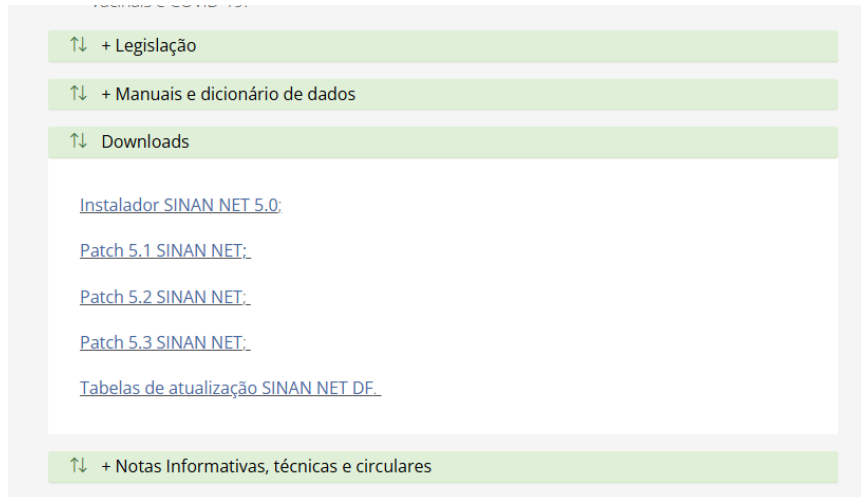 + Legislação
+ Manuais e dicionário de dados
Downloads
Instalador SINAN NET 5.0;
Patch 5.1 SINAN NET;
Patch 5.2 SINAN NET;
Patch 5.3 SINAN NET;
Tabelas de atualização SINAN NET DF.
+ Notas Informativas, técnicas e circulares